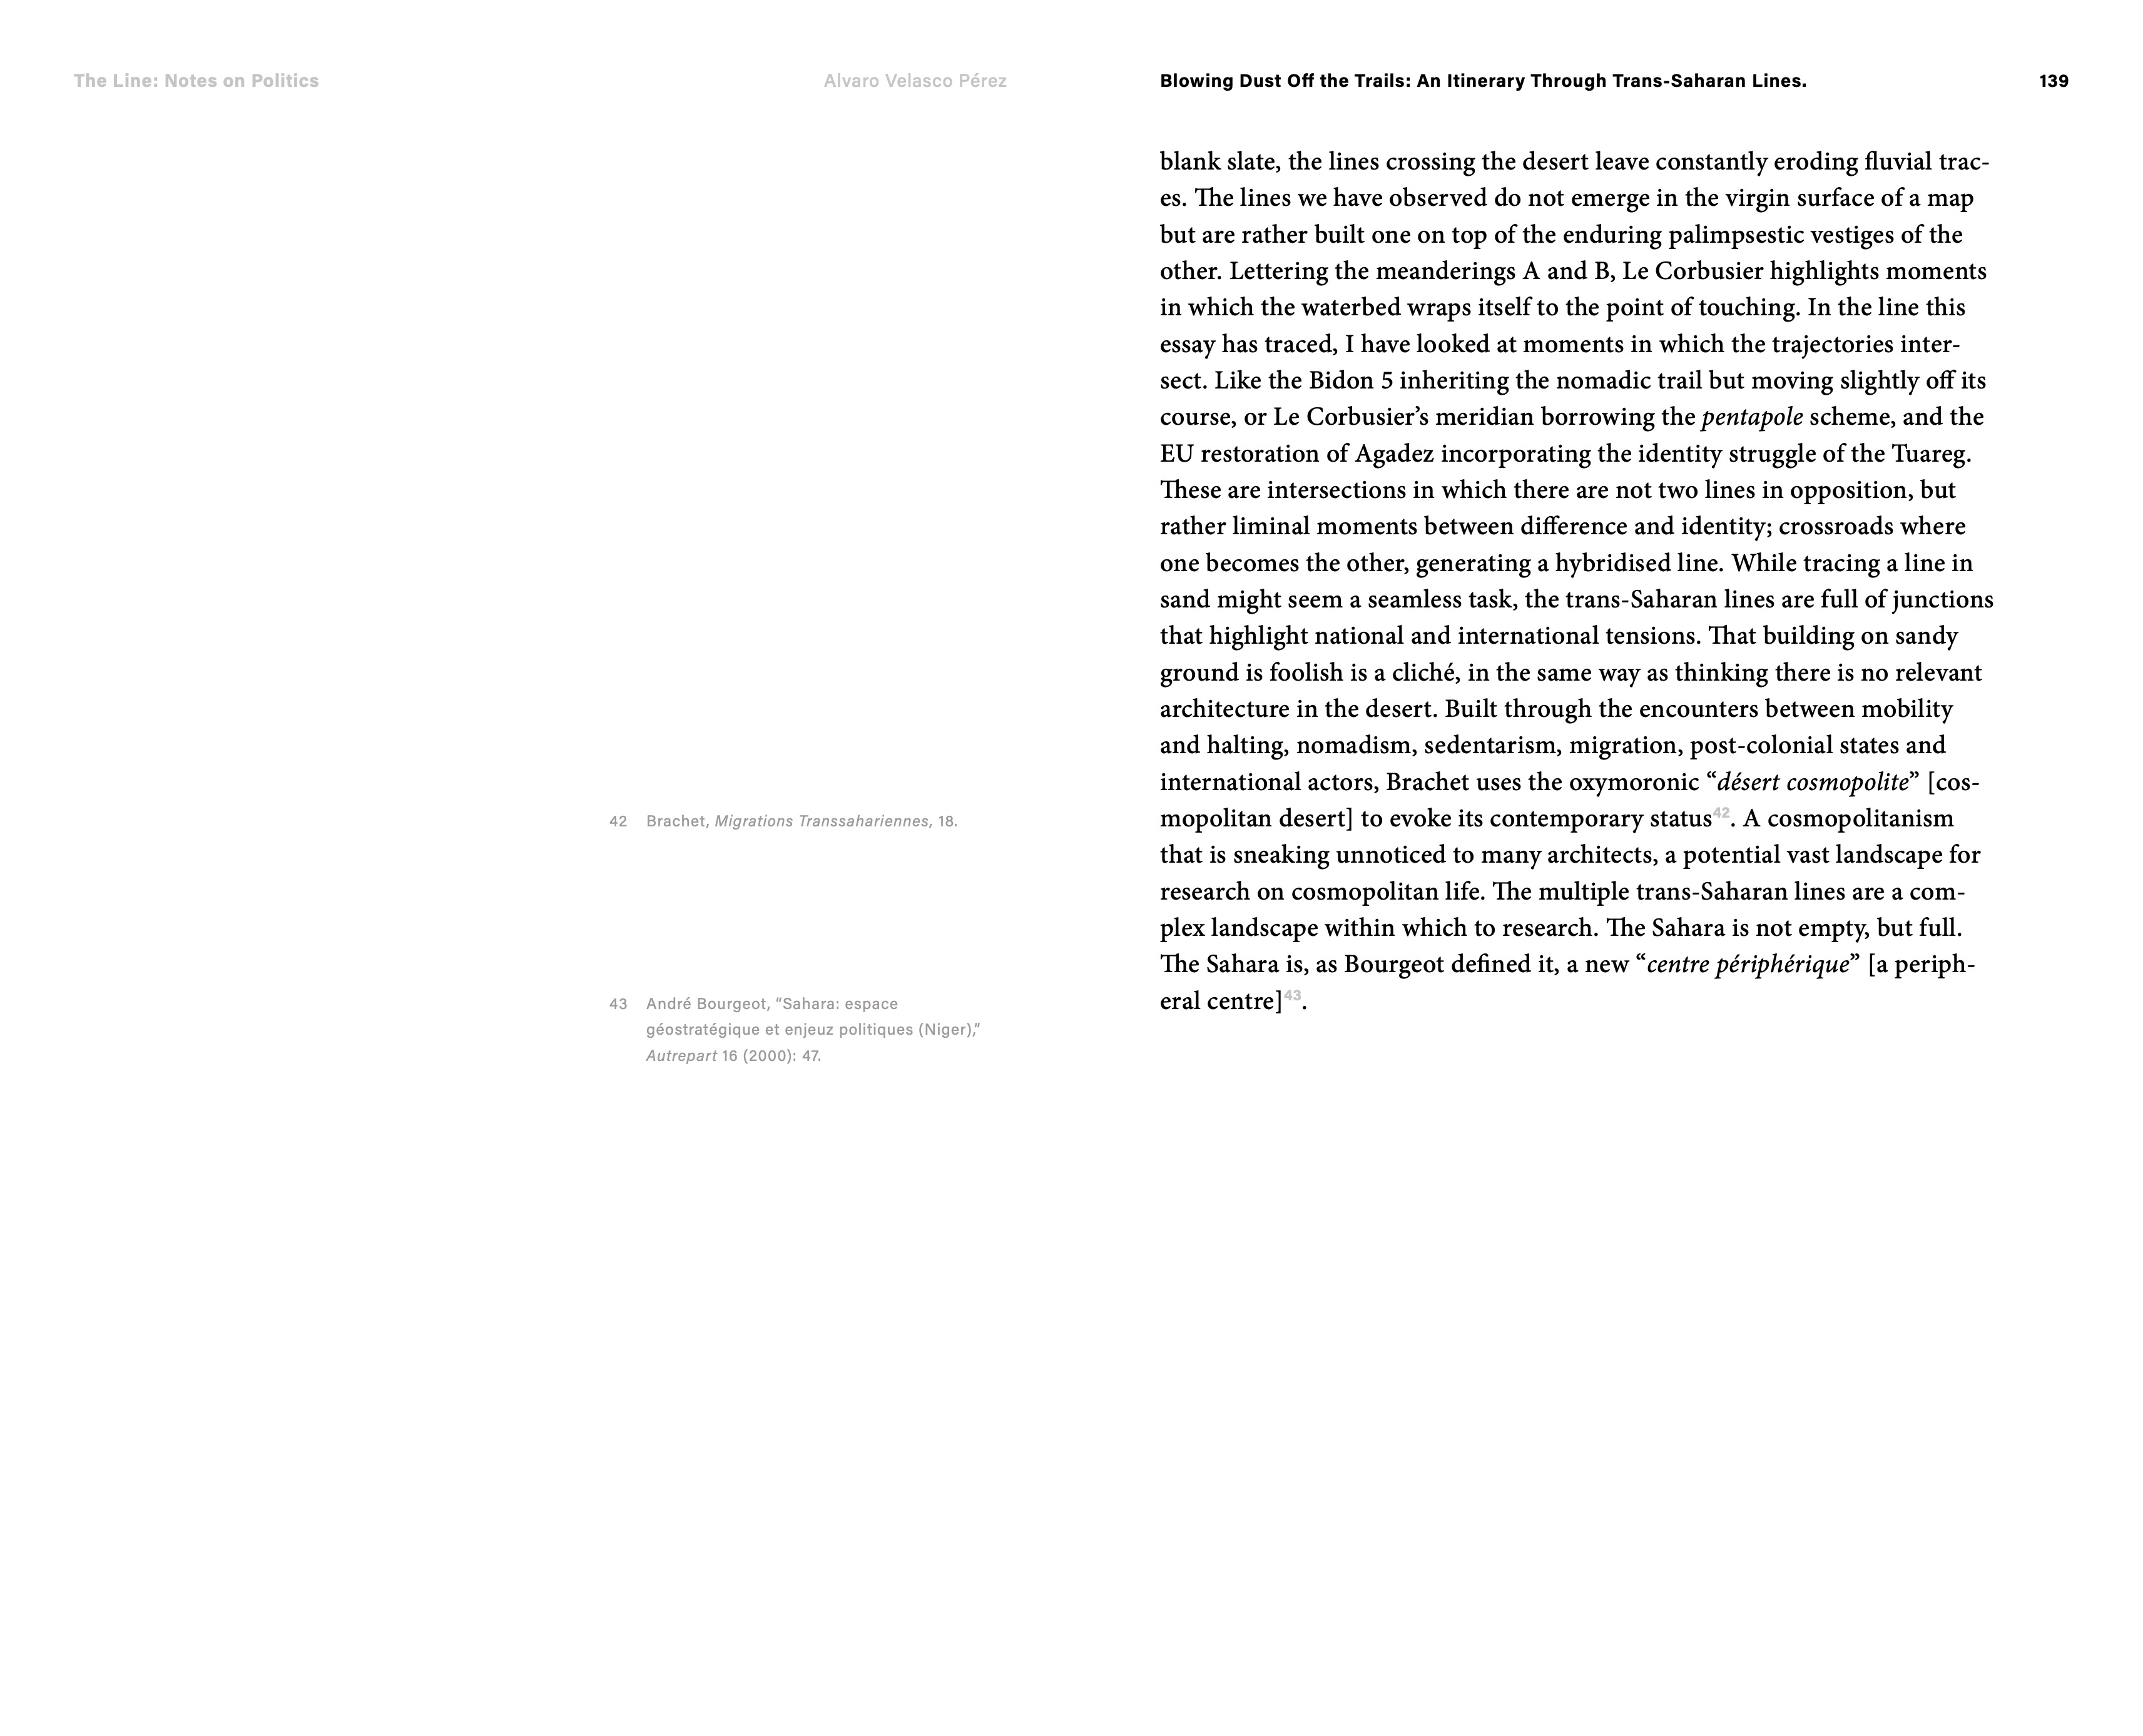 The Line: Notes on Politics
Alvaro Velasco Pérez
Blowing Dust Off the Trails: An Itinerary Through Trans-Saharan Lines.
139
blank slate, the lines crossing the desert leave constantly eroding fluvial trac-
es. The lines we have observed do not emerge in the virgin surface of a map
but are rather built one on top of the enduring palimpsestic vestiges of the
other. Lettering the meanderings A and B, Le Corbusier highlights moments
in which the waterbed wraps itself to the point of touching. In the line this
essay has traced, I have looked at moments in which the trajectories inter-
sect. Like the Bidon 5 inheriting the nomadic trail but moving slightly off its
course, or Le Corbusier’s meridian borrowing the pentapole scheme, and the
EU restoration of Agadez incorporating the identity struggle of the Tuareg.
These are intersections in which there are not two lines in opposition, but
rather liminal moments between difference and identity; crossroads where
one becomes the other, generating a hybridised line. While tracing a line in
sand might seem a seamless task, the trans-Saharan lines are full of junctions
that highlight national and international tensions. That building on sandy
ground is foolish is a cliché, in the same way as thinking there is no relevant
architecture in the desert. Built through the encounters between mobility
and halting, nomadism, sedentarism, migration, post-colonial states and
international actors, Brachet uses the oxymoronic “désert cosmopolite” [cos-
mopolitan desert] to evoke its contemporary status42. A cosmopolitanism
that is sneaking unnoticed to many architects, a potential vast landscape for
research on cosmopolitan life. The multiple trans-Saharan lines are a com-
plex landscape within which to research. The Sahara is not empty, but full.
The Sahara is, as Bourgeot defined it, a new “centre périphérique” [a periph-
eral centre]43.
42 Brachet, Migrations Transsahariennes, 18.
43 André Bourgeot, “Sahara: espace
géostratégique et enjeuz politiques (Niger),”
Autrepart 16 (2000): 47.